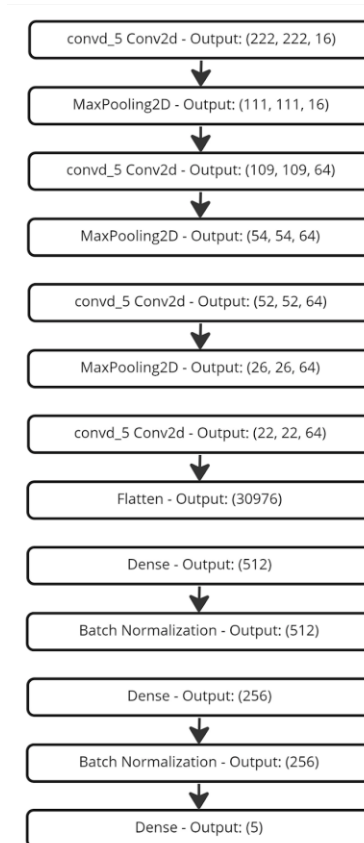 convd_5 Conv2d - Output: (222, 222, 16)
MaxPooling2D - Output: (111, 111, 16)
convd_5 Conv2d - Output: (109, 109, 64)
MaxPooling2D - Output: (54, 54, 64)
convd_5 Conv2d - Output: (52, 52, 64)
MaxPooling2D - Output: (26, 26, 64)
convd_5 Conv2d - Output: (22, 22, 64)
Flatten - Output: (30976)
Dense - Output: (512)
Batch Normalization - Output: (512)
Dense - Output: (256)
Batch Normalization - Output: (256)
Dense - Output: (5)